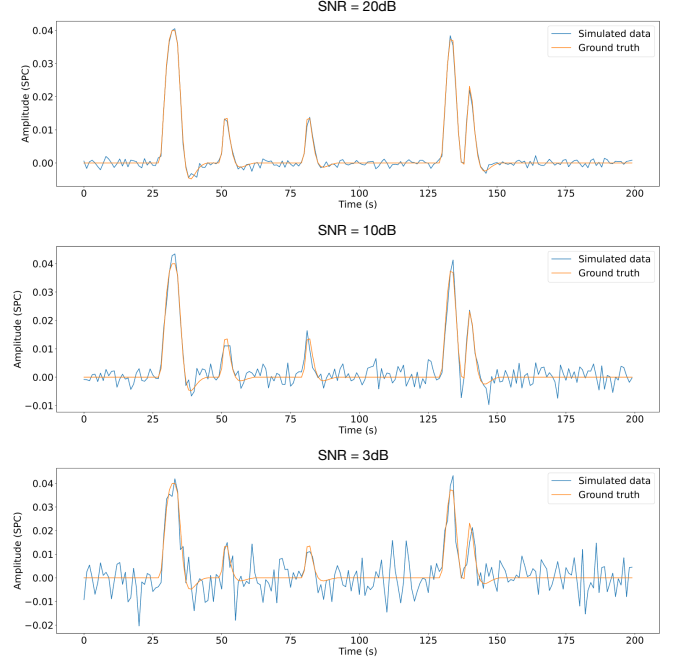 SNR = 20dB
Amplitude (SPC)
0.04
0.03
0.02
0.01
0.00
Simulated data
Ground truth
0 25 50 75 100 125 150 175 200
Time (s)
SNR = 10dB
Amplitude (SPC)
0.04
0.03
0.02
0.01
0.00
−0.01
Simulated data
Ground truth
0 25 50 75 100 125 150 175 200
Time (s)
SNR = 3dB
Amplitude (SPC)
0.04
0.03
0.02
0.01
0.00
−0.01
−0.02
Simulated data
Ground truth
0 25 50 75 100 125 150 175 200
Time (s)